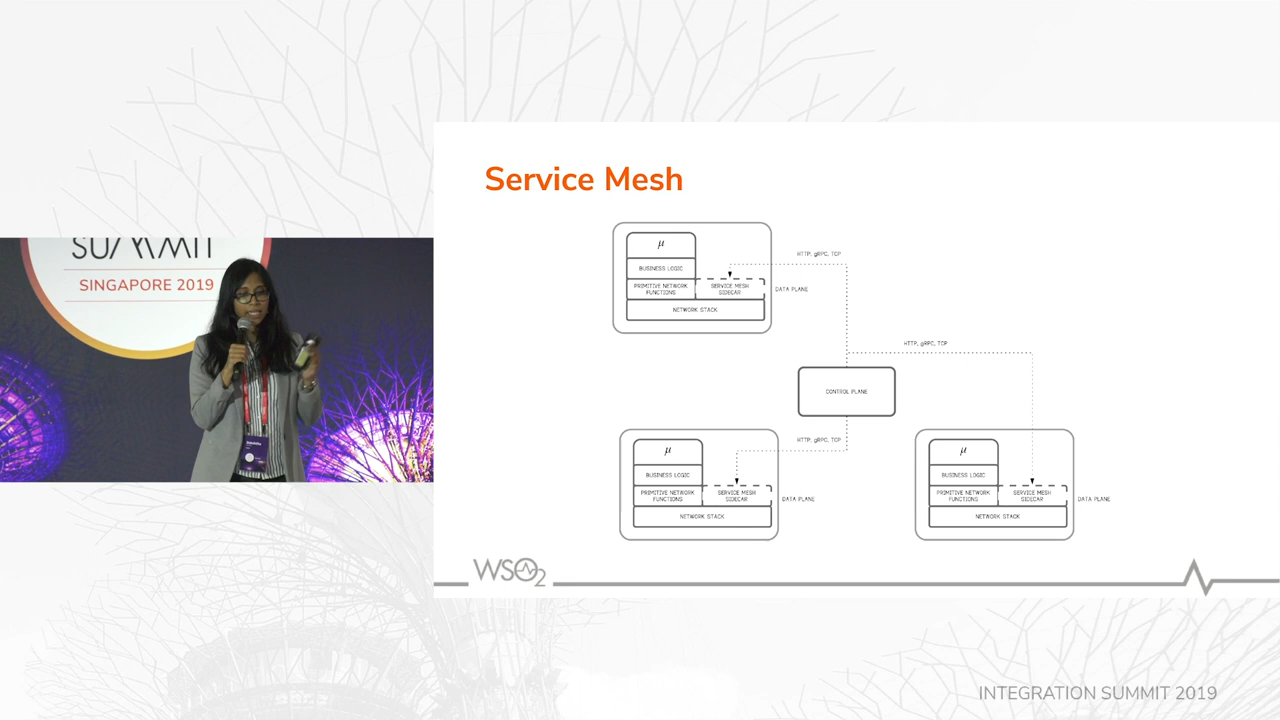 SUMMIT
SINGAPORE 2019
Service Mesh
μ
BUSINESS LOGIC
PRIMITIVE NETWORK
FUNCTIONS
SERVICE MESH
SIDECAR
NETWORK STACK
DATA PLANE
HTTP, gRPC, TCP
HTTP, gRPC, TCP
CONTROL PLANE
HTTP, gRPC, TCP
μ
BUSINESS LOGIC
PRIMITIVE NETWORK
FUNCTIONS
SERVICE MESH
SIDECAR
NETWORK STACK
DATA PLANE
μ
BUSINESS LOGIC
PRIMITIVE NETWORK
FUNCTIONS
SERVICE MESH
SIDECAR
NETWORK STACK
DATA PLANE
WSO2
INTEGRATION SUMMIT 2019